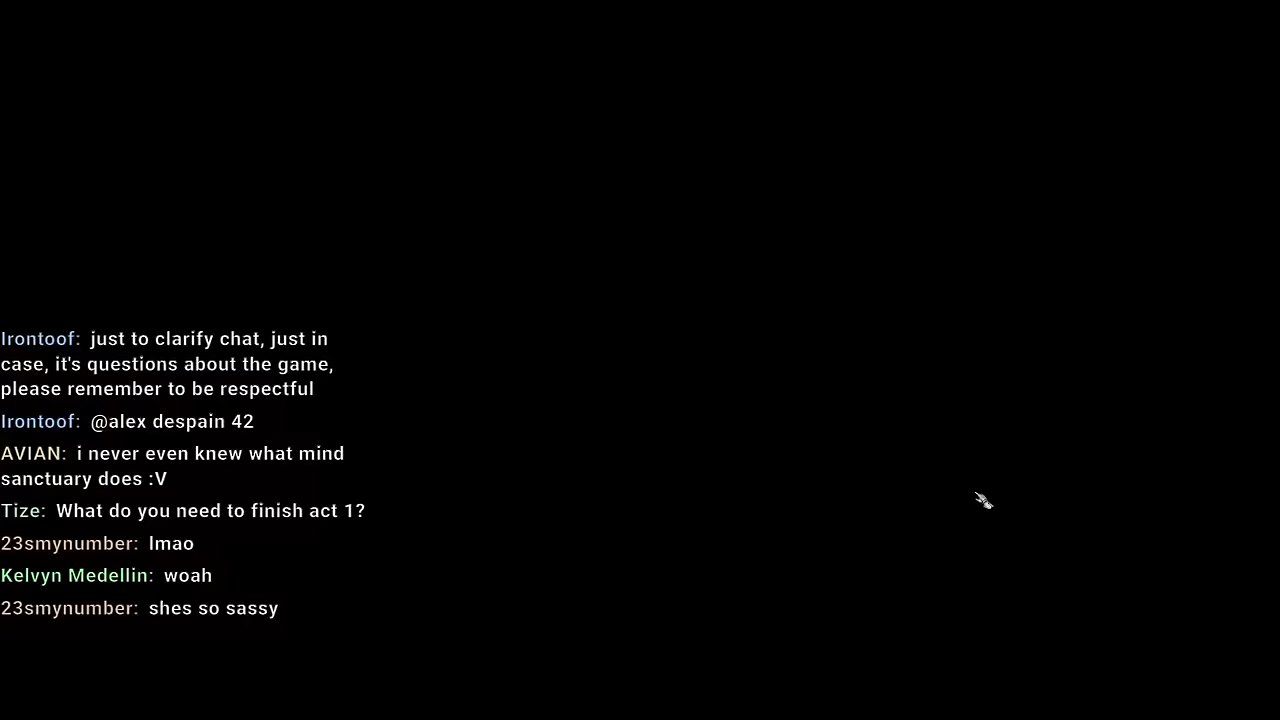 Irontoof: just to clarify chat, just in
case, it's questions about the game,
please remember to be respectful
Irontoof: @alex despain 42
AVIAN: i never even knew what mind
sanctuary does :V
Tize: What do you need to finish act 1?
23smynumber: lmao
Kelvyn Medellin: woah
23smynumber: shes so sassy